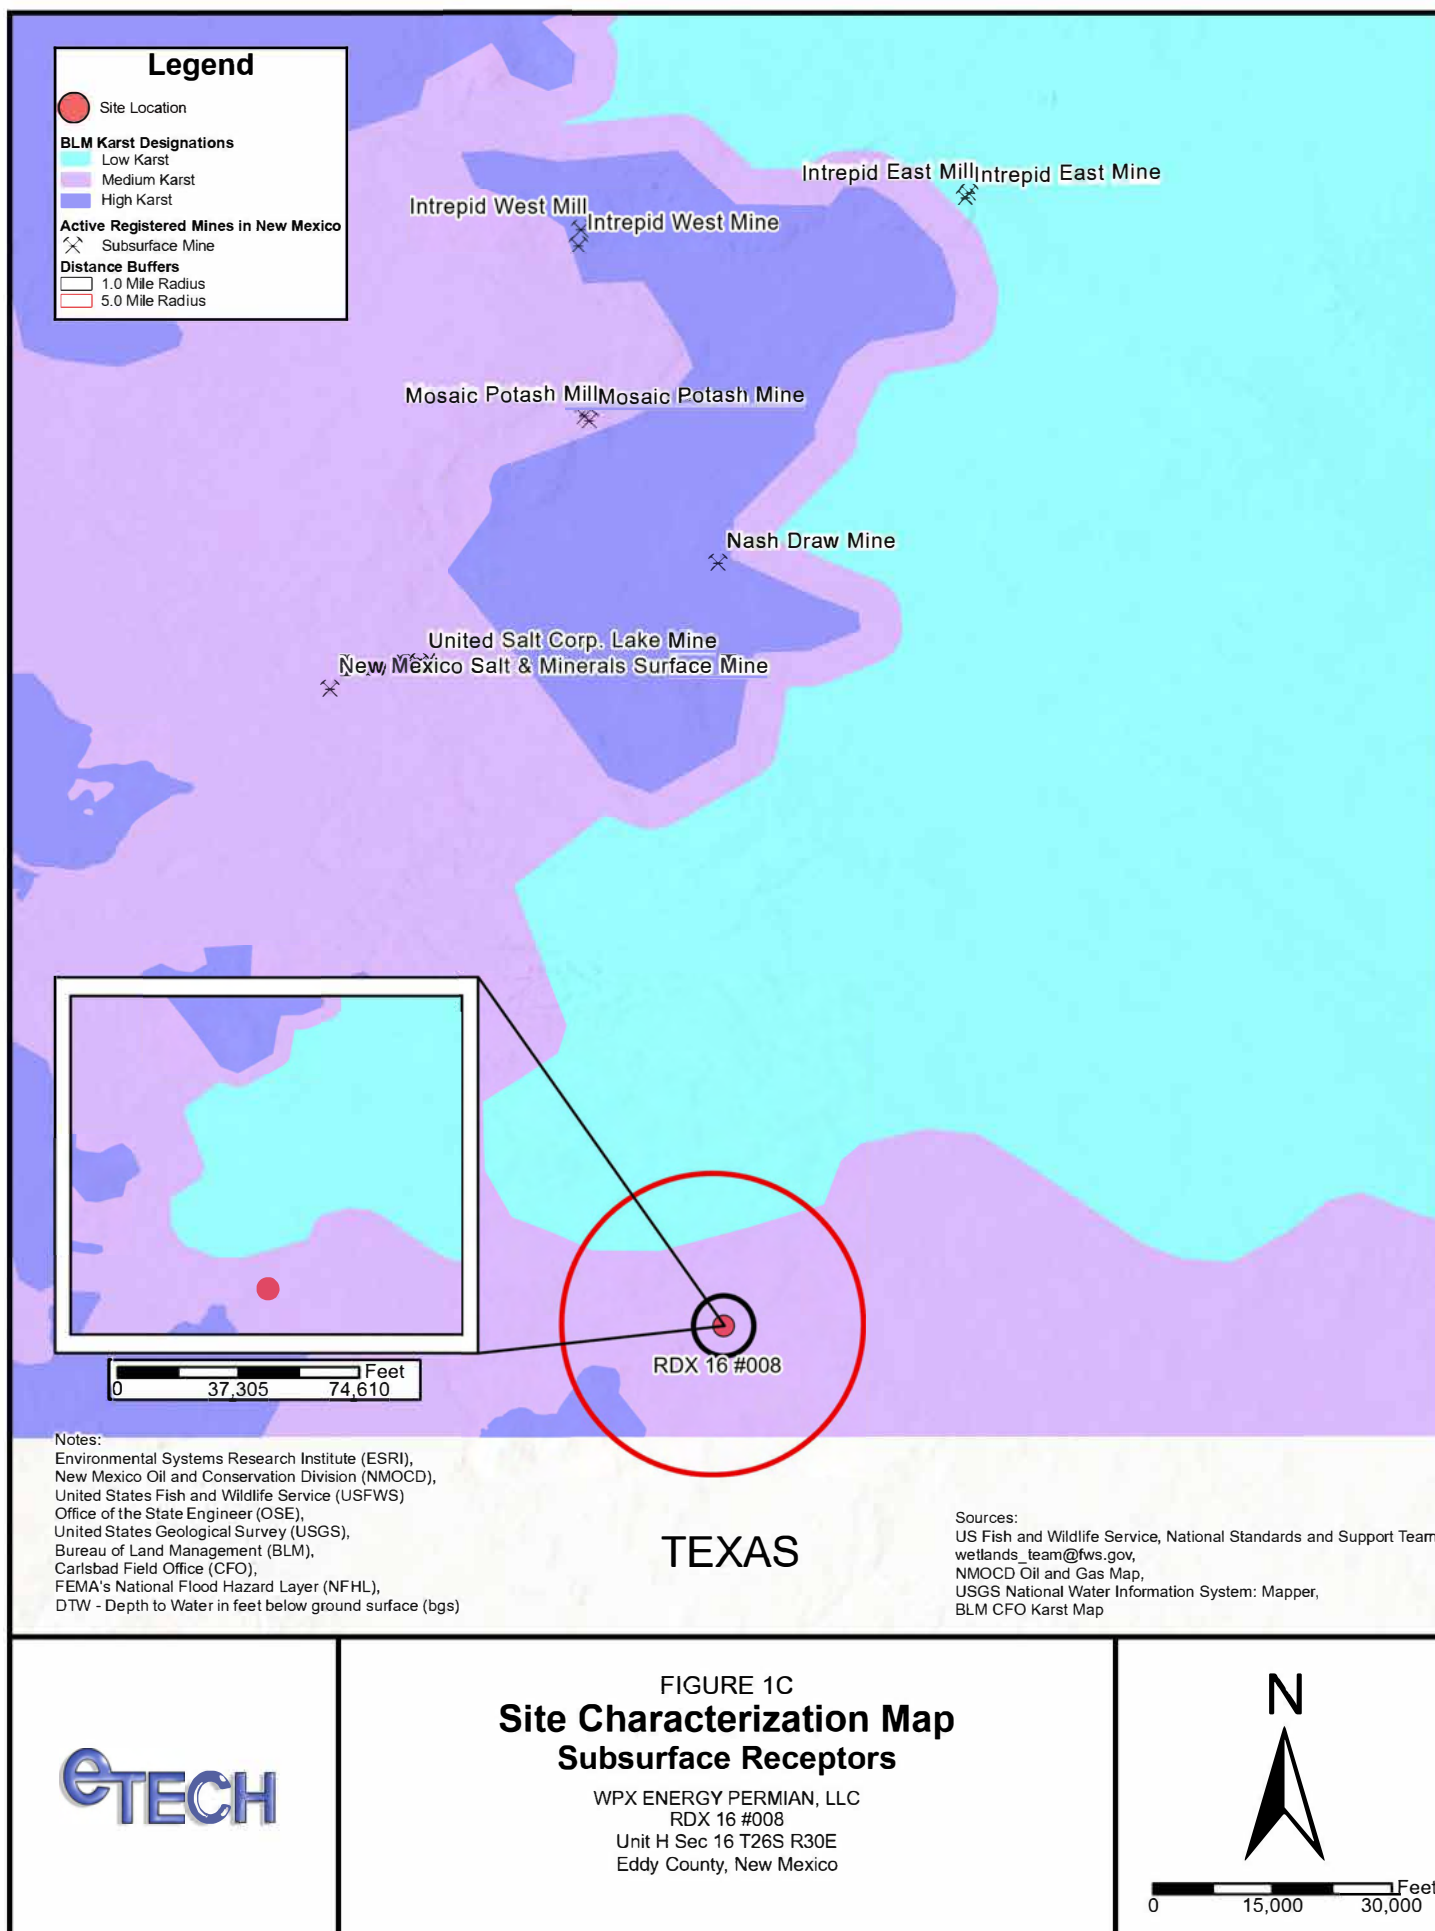 Legend
Site Location
BLM Karst Designations
Low Karst
Medium Karst
High Karst
Active Registered Mines in New Mexico
Subsurface Mine
Distance Buffers
1.0 Mile Radius
5.0 Mile Radius
Intrepid East Mill
Intrepid East Mine
Intrepid West Mill
Intrepid West Mine
Mosaic Potash Mill
Mosaic Potash Mine
Nash Draw Mine
United Salt Corp. Lake Mine
New Mexico Salt & Minerals Surface Mine
RDX 16 #008
Feet
0 37,305 74,610
Notes:
Environmental Systems Research Institute (ESRI),
New Mexico Oil and Conservation Division (NMOCD),
United States Fish and Wildlife Service (USFWS)
Office of the State Engineer (OSE),
United States Geological Survey (USGS),
Bureau of Land Management (BLM),
Carlsbad Field Office (CFO),
FEMA's National Flood Hazard Layer (NFHL),
DTW - Depth to Water in feet below ground surface (bgs)
TEXAS
Sources:
US Fish and Wildlife Service, National Standards and Support Team
wetlands_team@fws.gov,
NMOCD Oil and Gas Map,
USGS National Water Information System: Mapper,
BLM CFO Karst Map
eTECH
FIGURE 1C
Site Characterization Map
Subsurface Receptors
WPX ENERGY PERMIAN, LLC
RDX 16 #008
Unit H Sec 16 T26S R30E
Eddy County, New Mexico
N
Feet
0 15,000 30,000